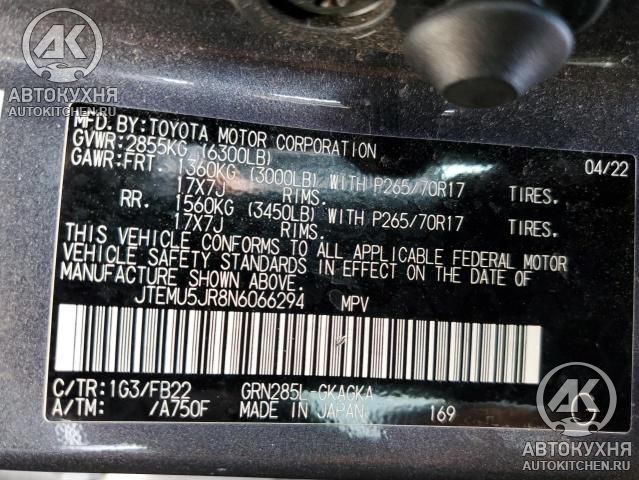 AK
АВТОКУХНЯ
AUTOKITCHEN.RU
MFD.BY:TOYOTA MOTOR CORPORATION
GVWR:2855KG (6300LB) 04/22
GAWR:FRT. 1360KG (3000LB) WITH P265/70R17 TIRES.
17X7J RIMS.
RR. 1560KG (3450LB) WITH P265/70R17 TIRES.
17X7J RIMS.
THIS VEHICLE CONFORMS TO ALL APPLICABLE FEDERAL MOTOR
VEHICLE SAFETY STANDARDS IN EFFECT ON THE DATE OF
MANUFACTURE SHOWN ABOVE.
JTEMU5JR8N6066294 MPV
C/TR:1G3/FB22 GRN285L-GKAGKA
A/TM: /A750F MADE IN JAPAN 169 G
AK
АВТОКУХНЯ
AUTOKITCHEN.RU